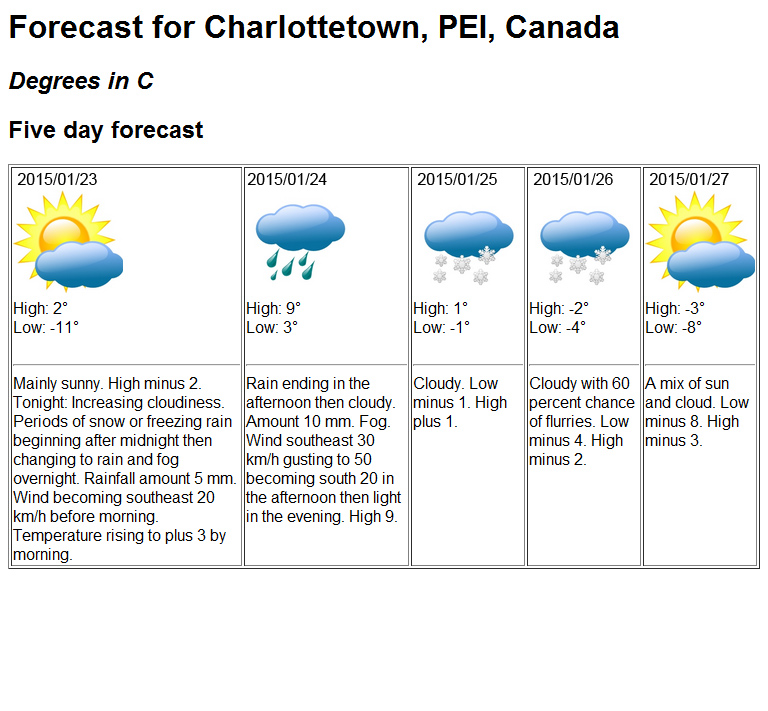 Forecast for Charlottetown, PEI, Canada
Degrees in C
Five day forecast
2015/01/23
High: 2°
Low: -11°
Mainly sunny. High minus 2.
Tonight: Increasing cloudiness.
Periods of snow or freezing rain
beginning after midnight then
changing to rain and fog
overnight. Rainfall amount 5 mm.
Wind becoming southeast 20
km/h before morning.
Temperature rising to plus 3 by
morning.
2015/01/24
High: 9°
Low: 3°
Rain ending in the
afternoon then cloudy.
Amount 10 mm. Fog.
Wind southeast 30
km/h gusting to 50
becoming south 20 in
the afternoon then light
in the evening. High 9.
2015/01/25
High: 1°
Low: -1°
Cloudy. Low
minus 1. High
plus 1.
2015/01/26
High: -2°
Low: -4°
Cloudy with 60
percent chance
of flurries. Low
minus 4. High
minus 2.
2015/01/27
High: -3°
Low: -8°
A mix of sun
and cloud. Low
minus 8. High
minus 3.